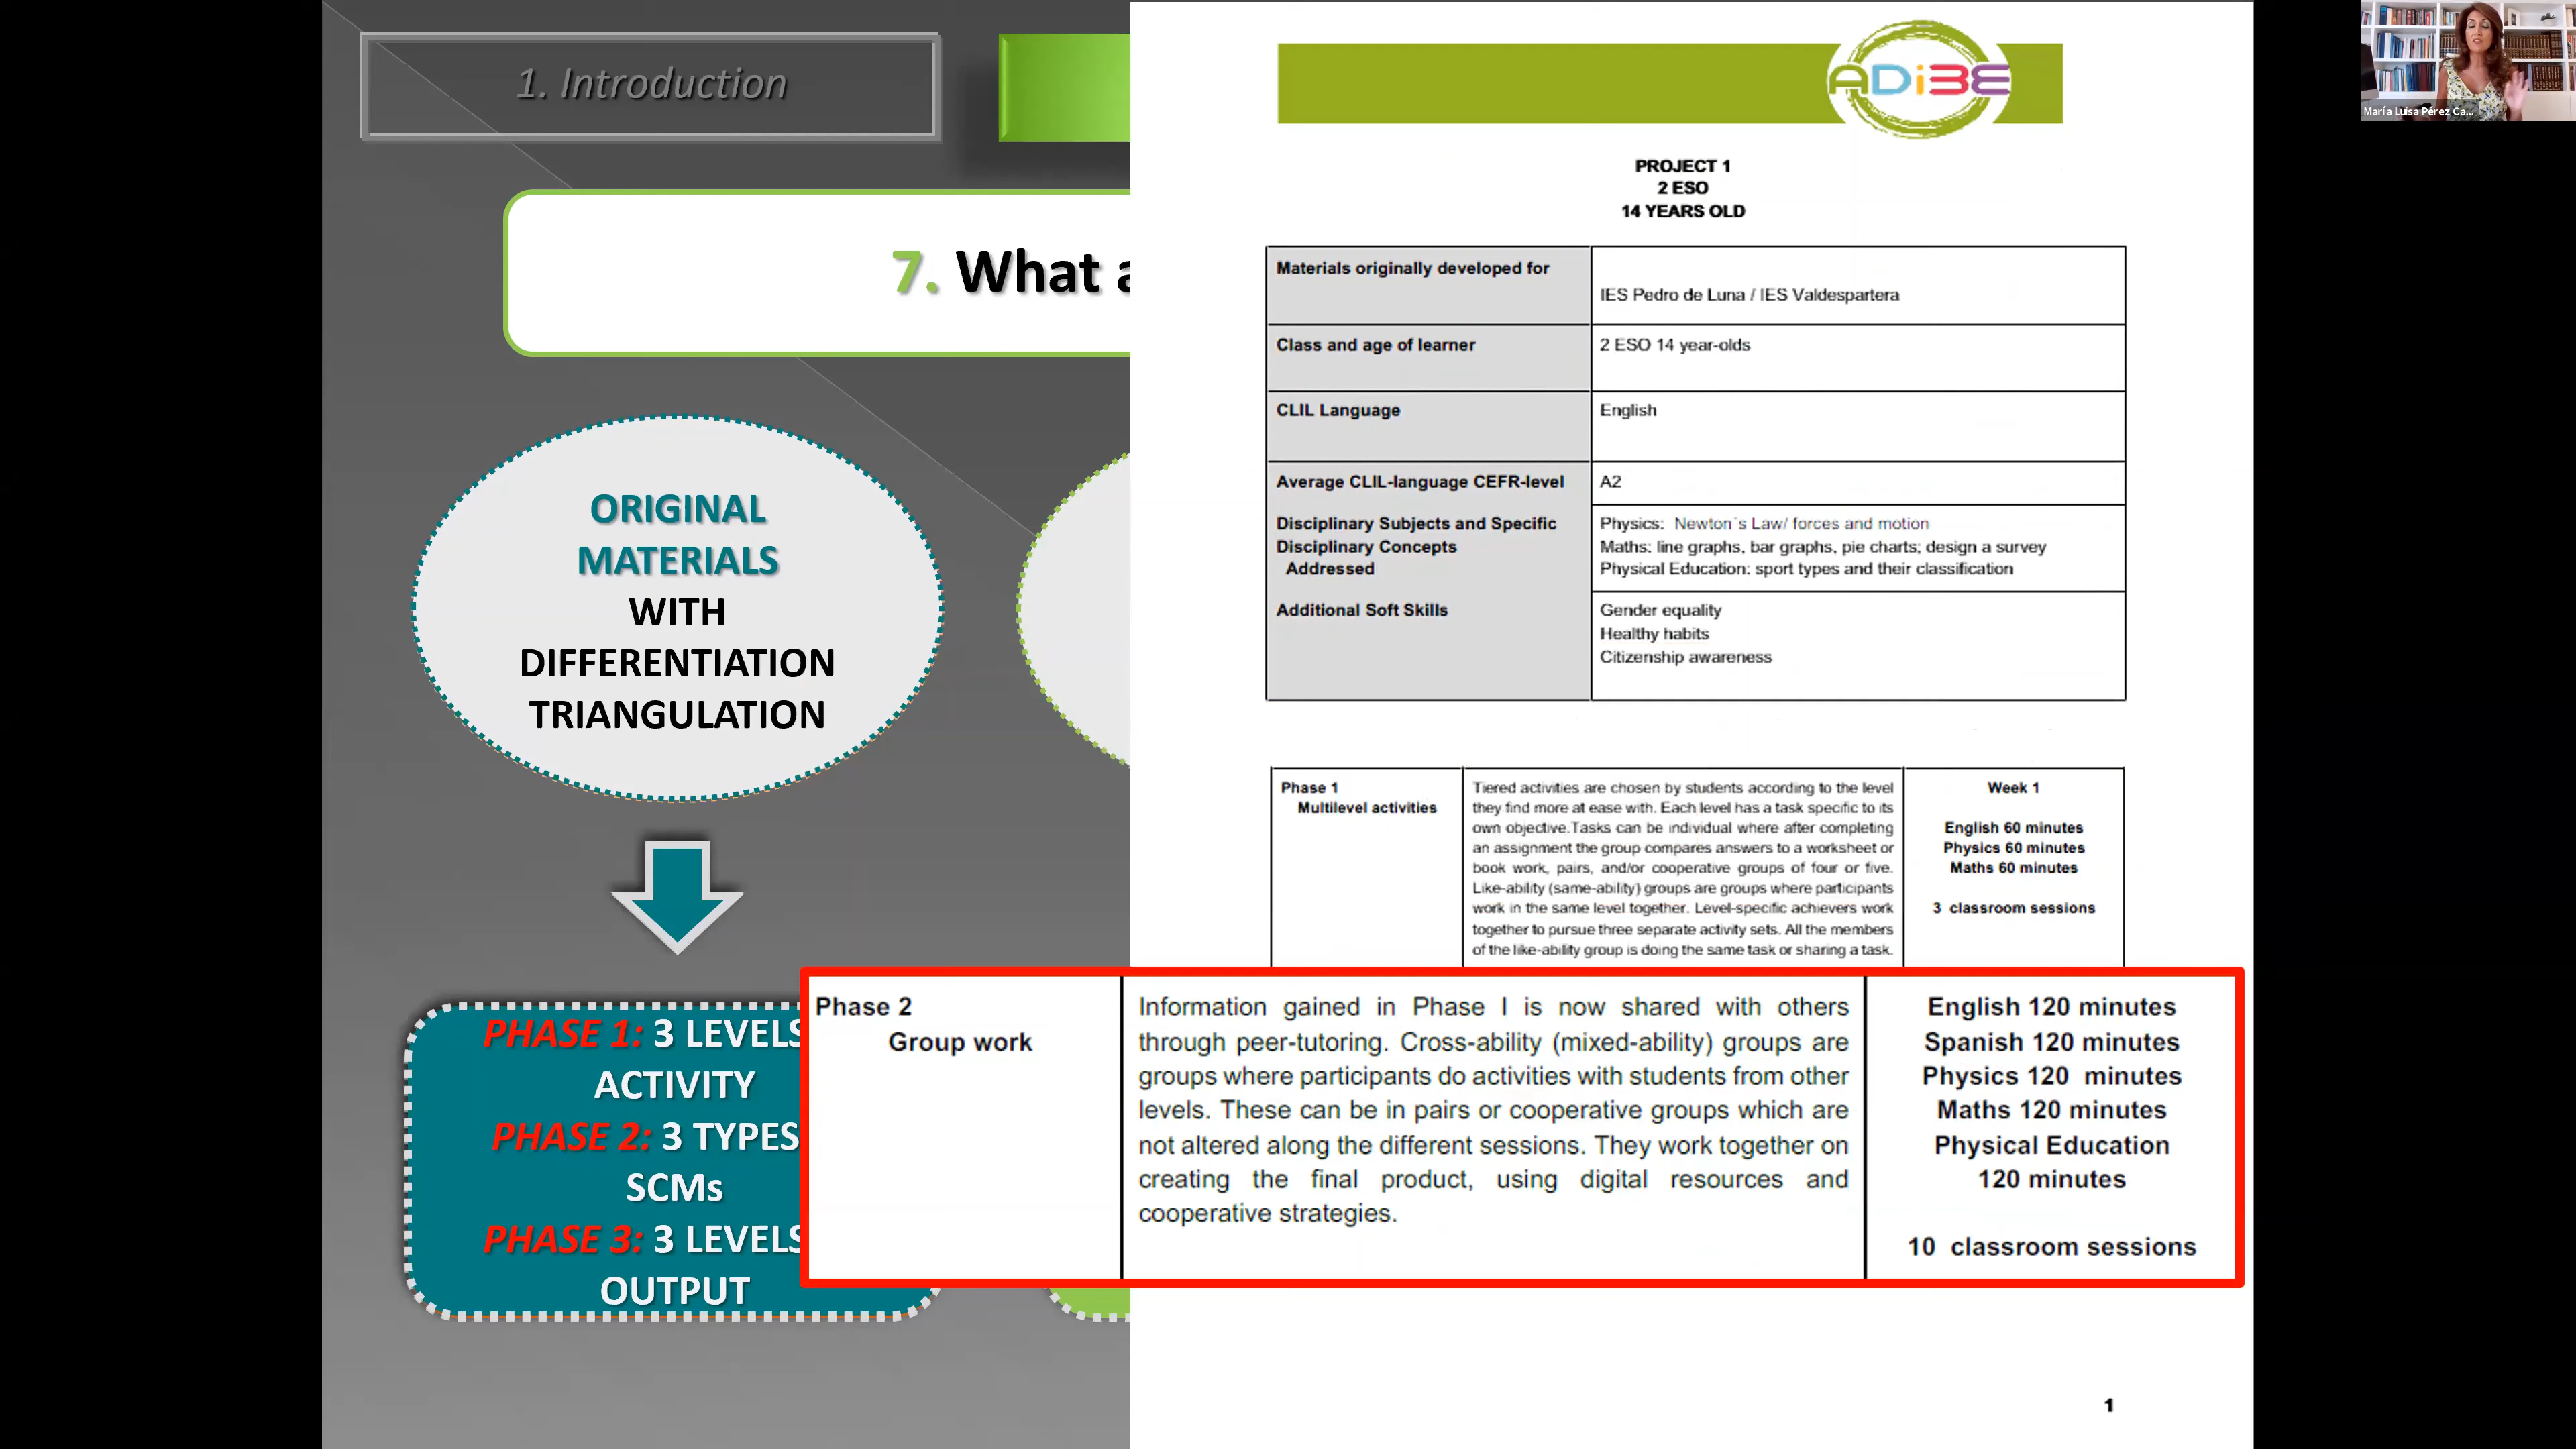 1. Introduction
7. What a
ORIGINAL
MATERIALS
WITH
DIFFERENTIATION
TRIANGULATION
PHASE 1: 3 LEVELS
ACTIVITY
PHASE 2: 3 TYPES
SCMs
PHASE 3: 3 LEVELS
OUTPUT
ADiBE
PROJECT 1
2 ESO
14 YEARS OLD
Materials originally developed for
IES Pedro de Luna / IES Valdespartera
Class and age of learner
2 ESO 14 year-olds
CLIL Language
English
Average CLIL-language CEFR-level
A2
Disciplinary Subjects and Specific
Disciplinary Concepts
Addressed
Physics: Newton´s Law/ forces and motion
Maths: line graphs, bar graphs, pie charts; design a survey
Physical Education: sport types and their classification
Additional Soft Skills
Gender equality
Healthy habits
Citizenship awareness
Phase 1
Multilevel activities
Tiered activities are chosen by students according to the level
they find more at ease with. Each level has a task specific to its
own objective.Tasks can be individual where after completing
an assignment the group compares answers to a worksheet or
book work, pairs, and/or cooperative groups of four or five.
Like-ability (same-ability) groups are groups where participants
work in the same level together. Level-specific achievers work
together to pursue three separate activity sets. All the members
of the like-ability group is doing the same task or sharing a task.
Week 1
English 60 minutes
Physics 60 minutes
Maths 60 minutes
3 classroom sessions
Phase 2
Group work
Information gained in Phase I is now shared with others
through peer-tutoring. Cross-ability (mixed-ability) groups are
groups where participants do activities with students from other
levels. These can be in pairs or cooperative groups which are
not altered along the different sessions. They work together on
creating the final product, using digital resources and
cooperative strategies.
English 120 minutes
Spanish 120 minutes
Physics 120 minutes
Maths 120 minutes
Physical Education
120 minutes
10 classroom sessions
1
María Luisa Pérez Ca...